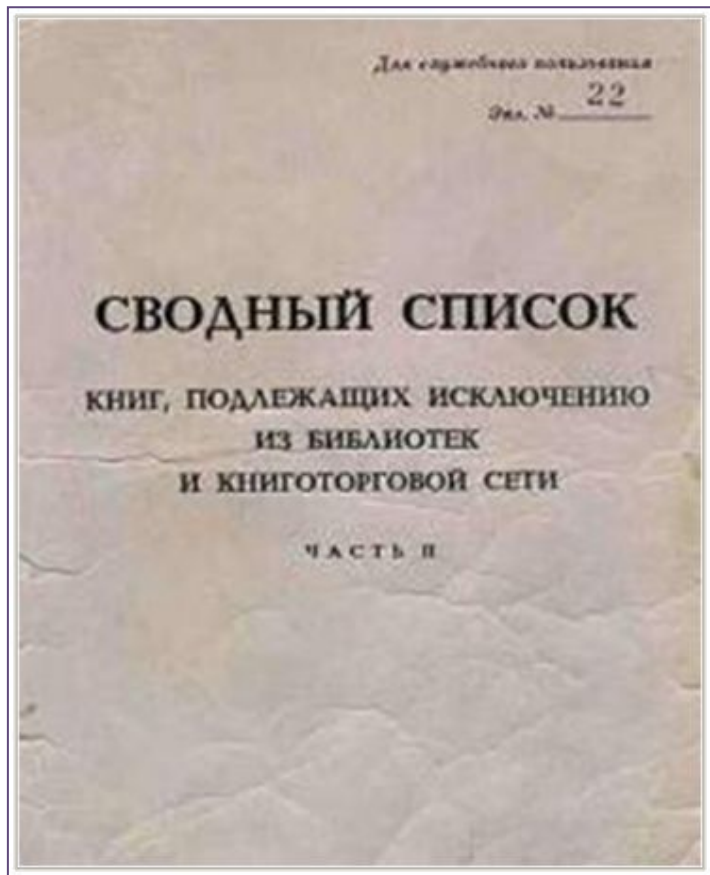 Для служебного пользования
Экз. № 22
СВОДНЫЙ СПИСОК
КНИГ, ПОДЛЕЖАЩИХ ИСКЛЮЧЕНИЮ
ИЗ БИБЛИОТЕК
И КНИГОТОРГОВОЙ СЕТИ
ЧАСТЬ II